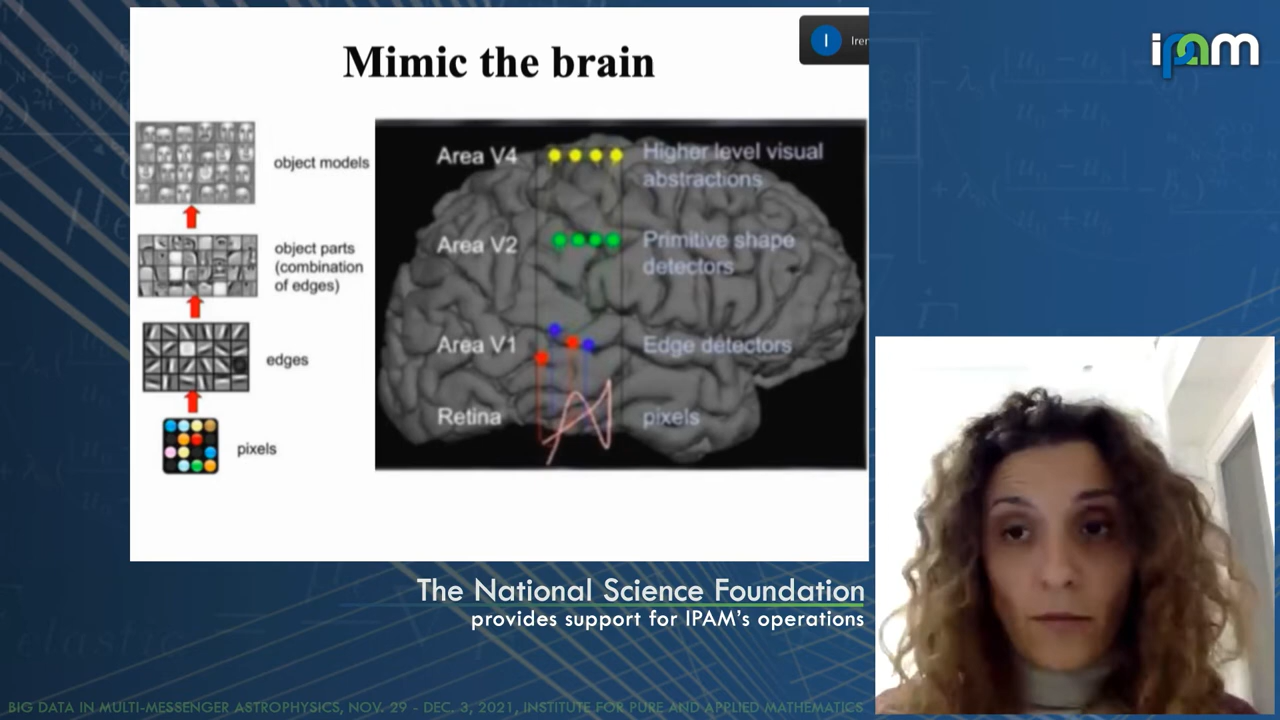 Mimic the brain
I
Iren
ipam
object models
object parts
(combination
of edges)
edges
pixels
Area V4
Higher level visual
abstractions
Area V2
Primitive shape
detectors
Area V1
Edge detectors
Retina
pixels
The National Science Foundation
provides support for IPAM's operations
BIG DATA IN MULTI-MESSENGER ASTROPHYSICS, NOV. 29 - DEC. 3, 2021, INSTITUTE FOR PURE AND APPLIED MATHEMATICS